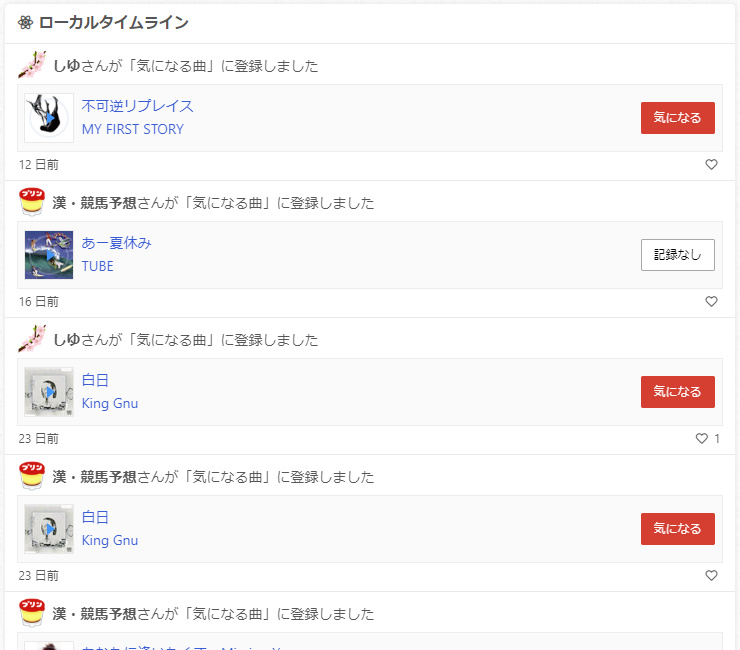 ローカルタイムライン
しゆさんが「気になる曲」に登録しました
不可逆リプレイス
MY FIRST STORY
気になる
12 日前
プリン
漢・競馬予想さんが「気になる曲」に登録しました
あー夏休み
TUBE
記録なし
16 日前
しゆさんが「気になる曲」に登録しました
白日
King Gnu
気になる
23 日前
1
プリン
漢・競馬予想さんが「気になる曲」に登録しました
白日
King Gnu
気になる
23 日前
プリン
漢・競馬予想さんが「気になる曲」に登録しました